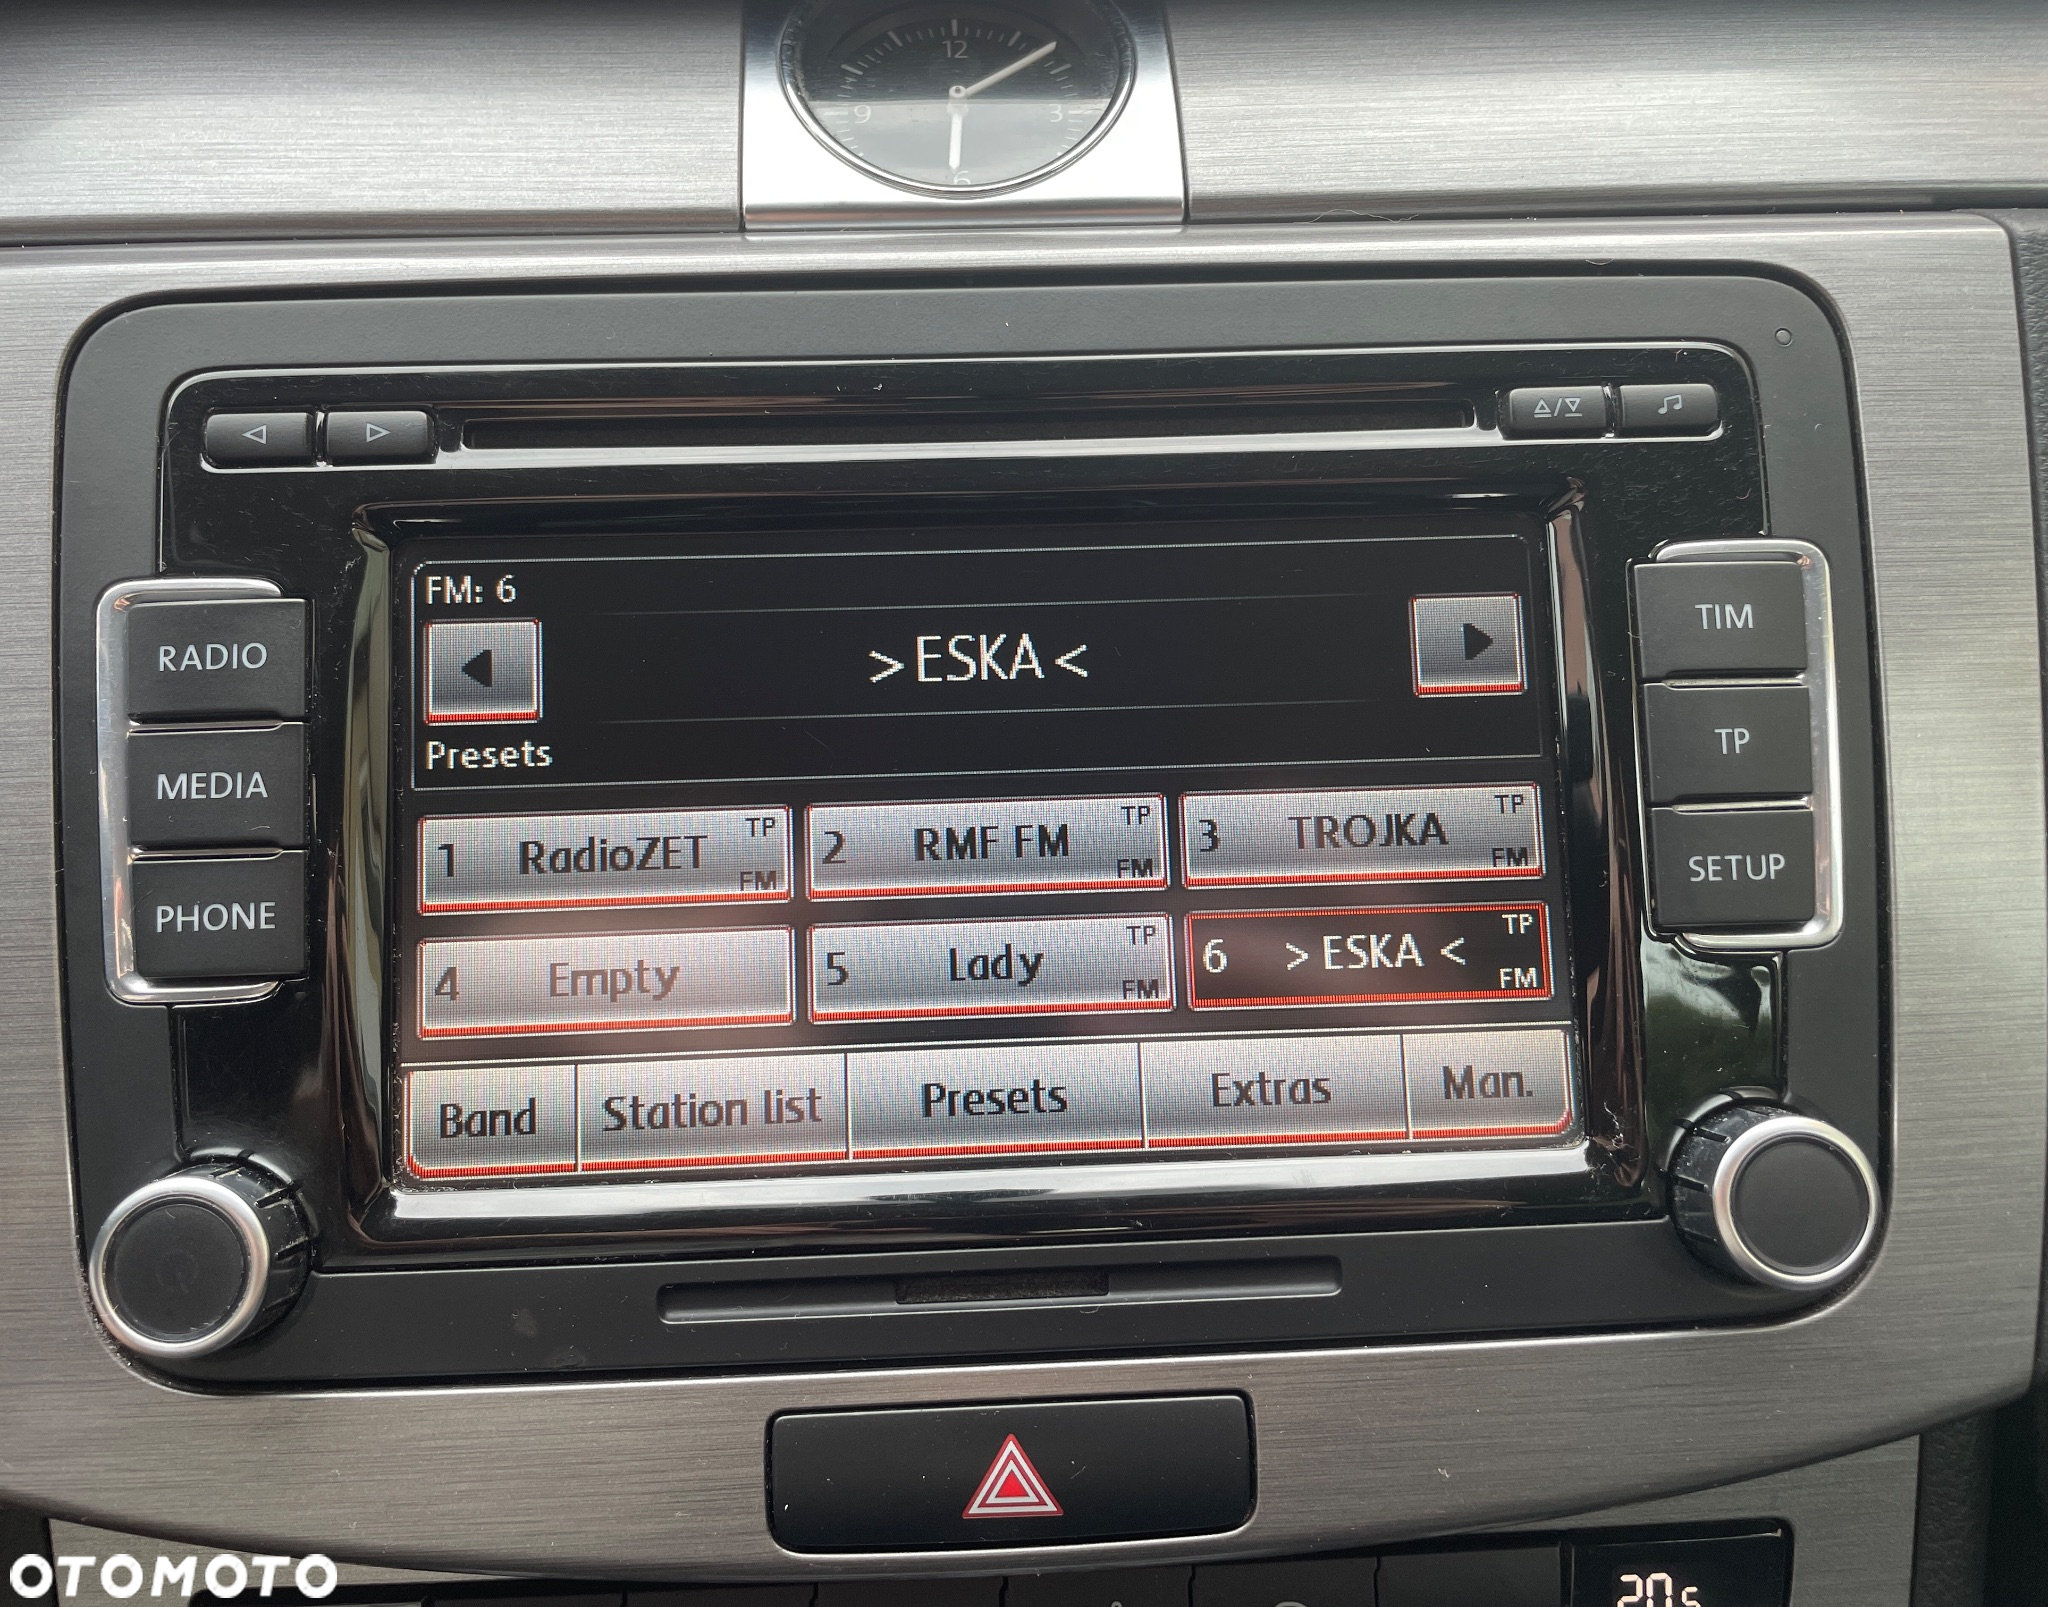 12
9
3
6
RADIO
MEDIA
PHONE
FM: 6
>ESKA<
Presets
1 RadioZET TP FM
2 RMF FM TP FM
3 TROJKA TP FM
4 Empty
5 Lady TP FM
6 >ESKA< TP FM
Band
Station list
Presets
Extras
Man.
TIM
TP
SETUP
OTOMOTO
20.5